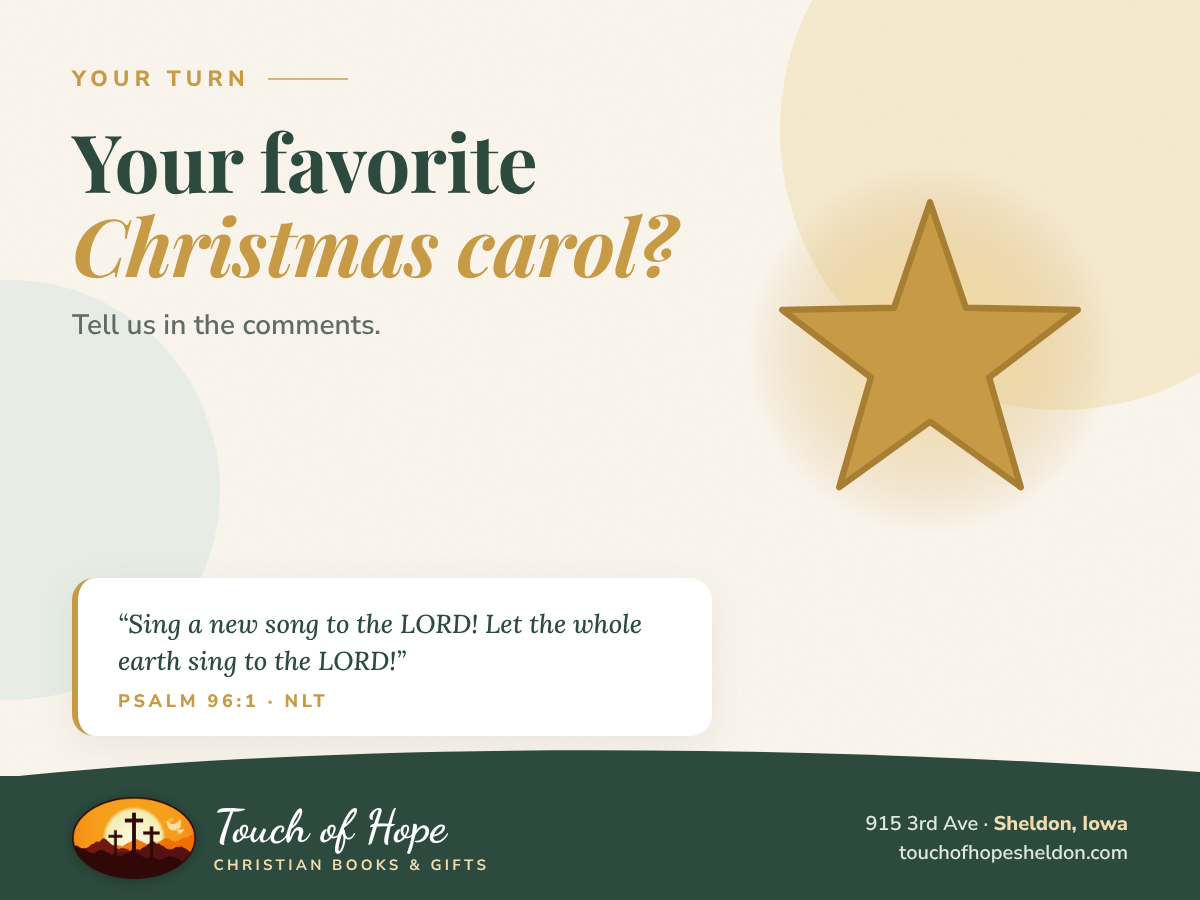 YOUR TURN
Your favorite
Christmas carol?
Tell us in the comments.
“Sing a new song to the LORD! Let the whole
earth sing to the LORD!”
PSALM 96:1 · NLT
Touch of Hope
CHRISTIAN BOOKS & GIFTS
915 3rd Ave · Sheldon, Iowa
touchofhopesheldon.com